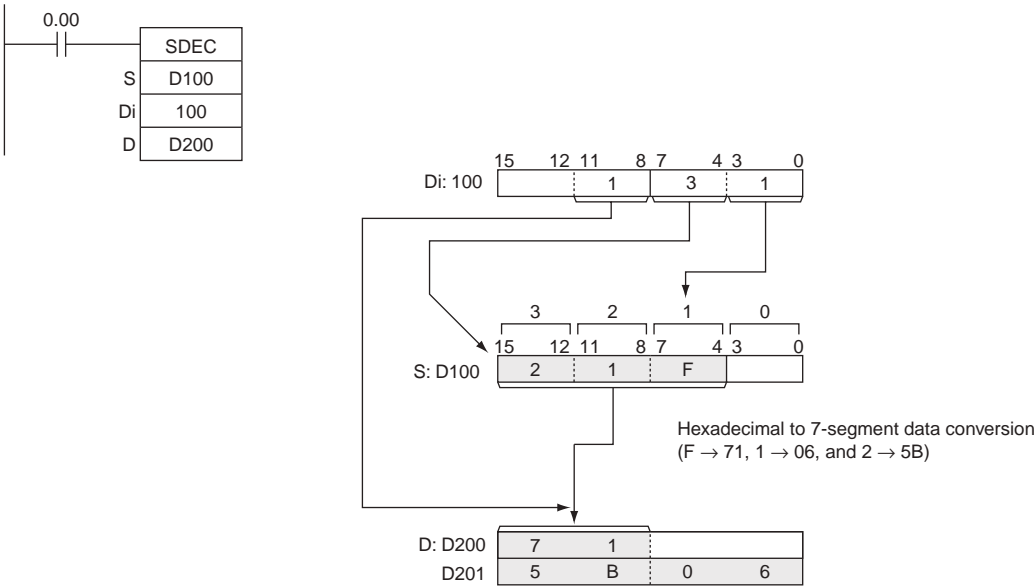 0.00
SDEC
S D100
Di 100
D D200
15 12 11 8 7 4 3 0
Di: 100 1 3 1
3 2 1 0
15 12 11 8 7 4 3 0
S: D100 2 1 F
Hexadecimal to 7-segment data conversion
(F → 71, 1 → 06, and 2 → 5B)
D: D200 7 1
D201 5 B 0 6